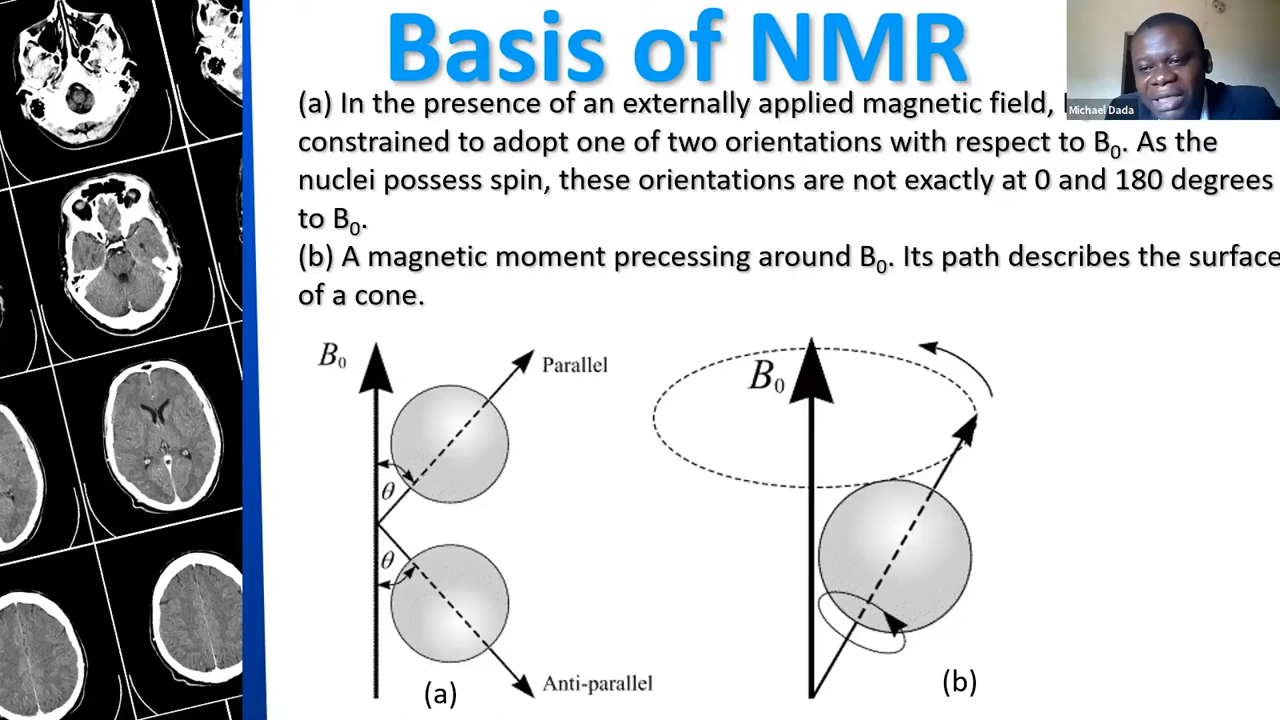 Basis of NMR
Michael Dada
(a) In the presence of an externally applied magnetic field,
constrained to adopt one of two orientations with respect to B₀. As the
nuclei possess spin, these orientations are not exactly at 0 and 180 degrees
to B₀.
(b) A magnetic moment precessing around B₀. Its path describes the surface
of a cone.
B₀
Parallel
θ
θ
Anti-parallel
(a)
B₀
(b)